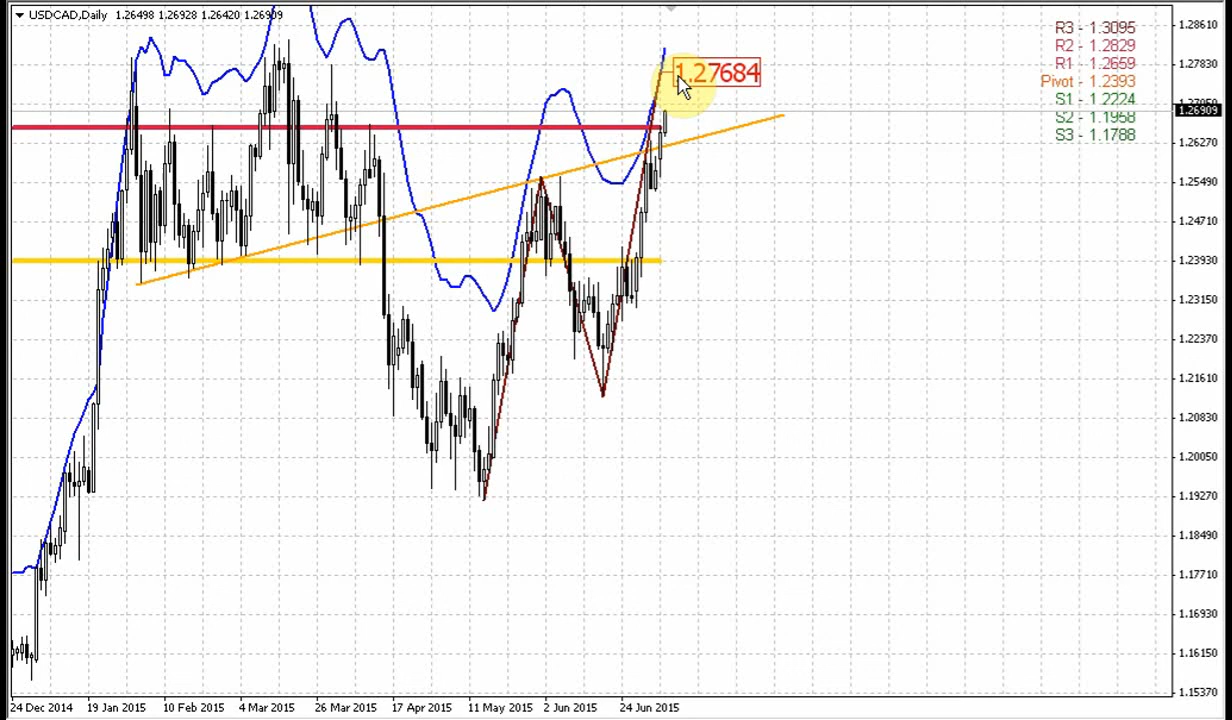 USDCAD,Daily 1.26498 1.26928 1.26420 1.26909
R3 - 1.3095
R2 - 1.2829
R1 - 1.2659
Pivot - 1.2393
S1 - 1.2224
S2 - 1.1958
S3 - 1.1788
1.27684
1.28610
1.27830
1.26909
1.26270
1.25490
1.24710
1.23930
1.23150
1.22370
1.21610
1.20830
1.20050
1.19270
1.18490
1.17710
1.16930
1.16150
1.15370
24 Dec 2014 19 Jan 2015 10 Feb 2015 4 Mar 2015 26 Mar 2015 17 Apr 2015 11 May 2015 2 Jun 2015 24 Jun 2015